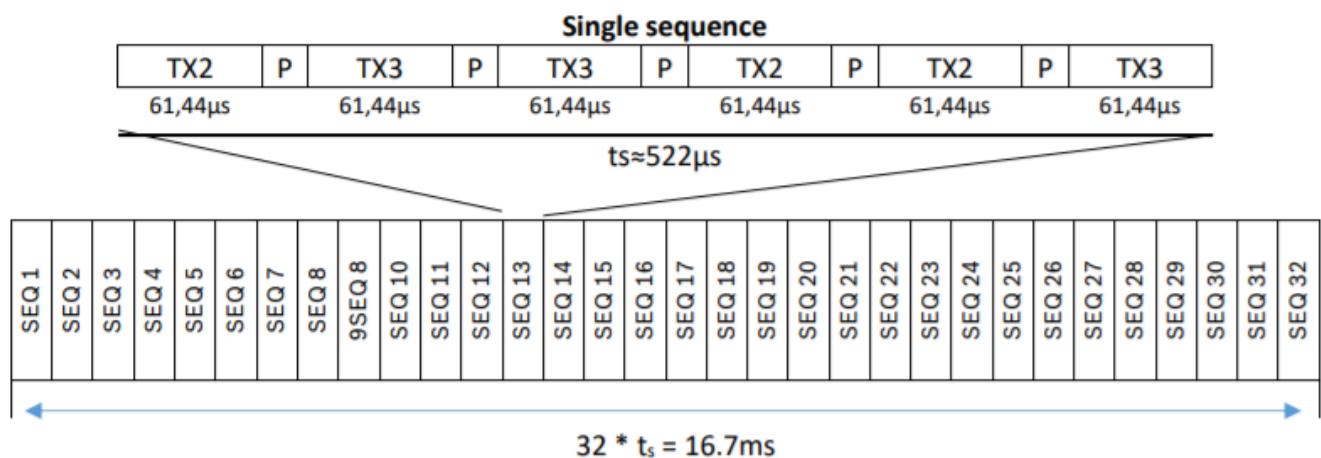 Single sequence
TX2 P TX3 P TX3 P TX2 P TX2 P TX3
61,44µs 61,44µs 61,44µs 61,44µs 61,44µs 61,44µs
ts≈522µs
SEQ 1
SEQ 2
SEQ 3
SEQ 4
SEQ 5
SEQ 6
SEQ 7
SEQ 8
9SEQ 8
SEQ 10
SEQ 11
SEQ 12
SEQ 13
SEQ 14
SEQ 15
SEQ 16
SEQ 17
SEQ 18
SEQ 19
SEQ 20
SEQ 21
SEQ 22
SEQ 23
SEQ 24
SEQ 25
SEQ 26
SEQ 27
SEQ 28
SEQ 29
SEQ 30
SEQ 31
SEQ 32
32 * ts = 16.7ms